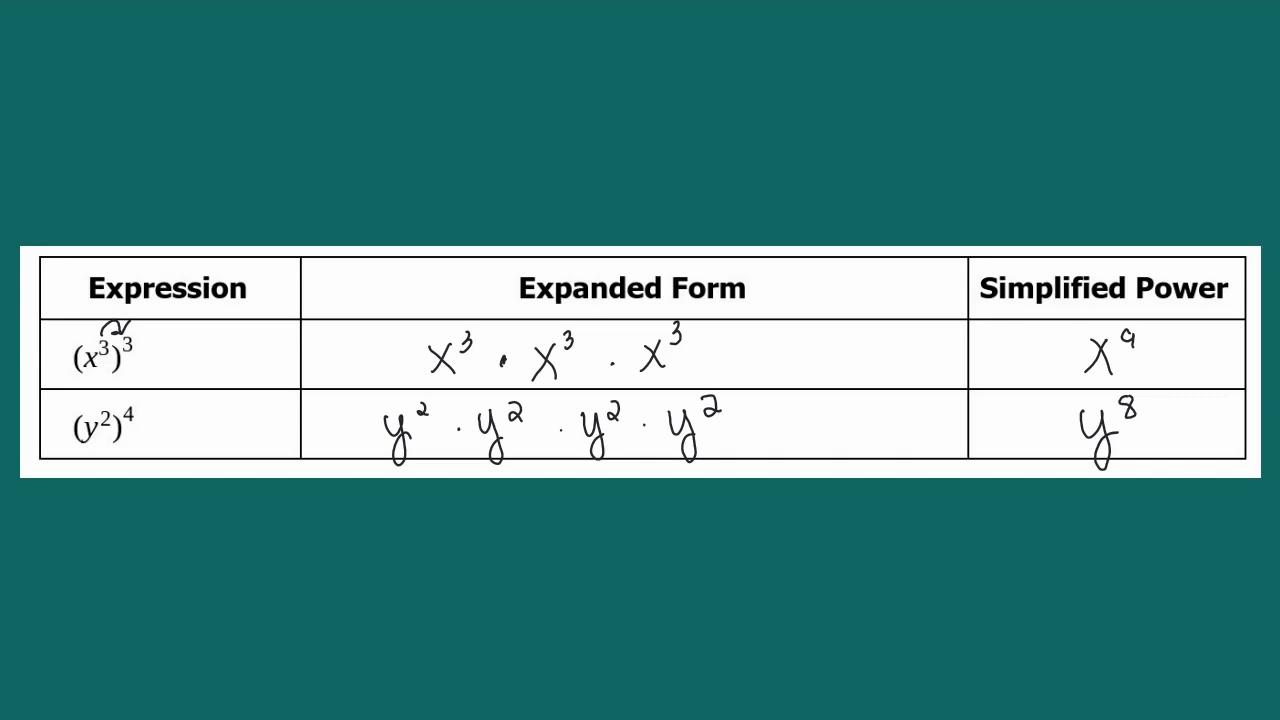 Expression Expanded Form Simplified Power
(x³)³ x³ · x³ · x³ x⁹
(y²)⁴ y² · y² · y² · y² y⁸